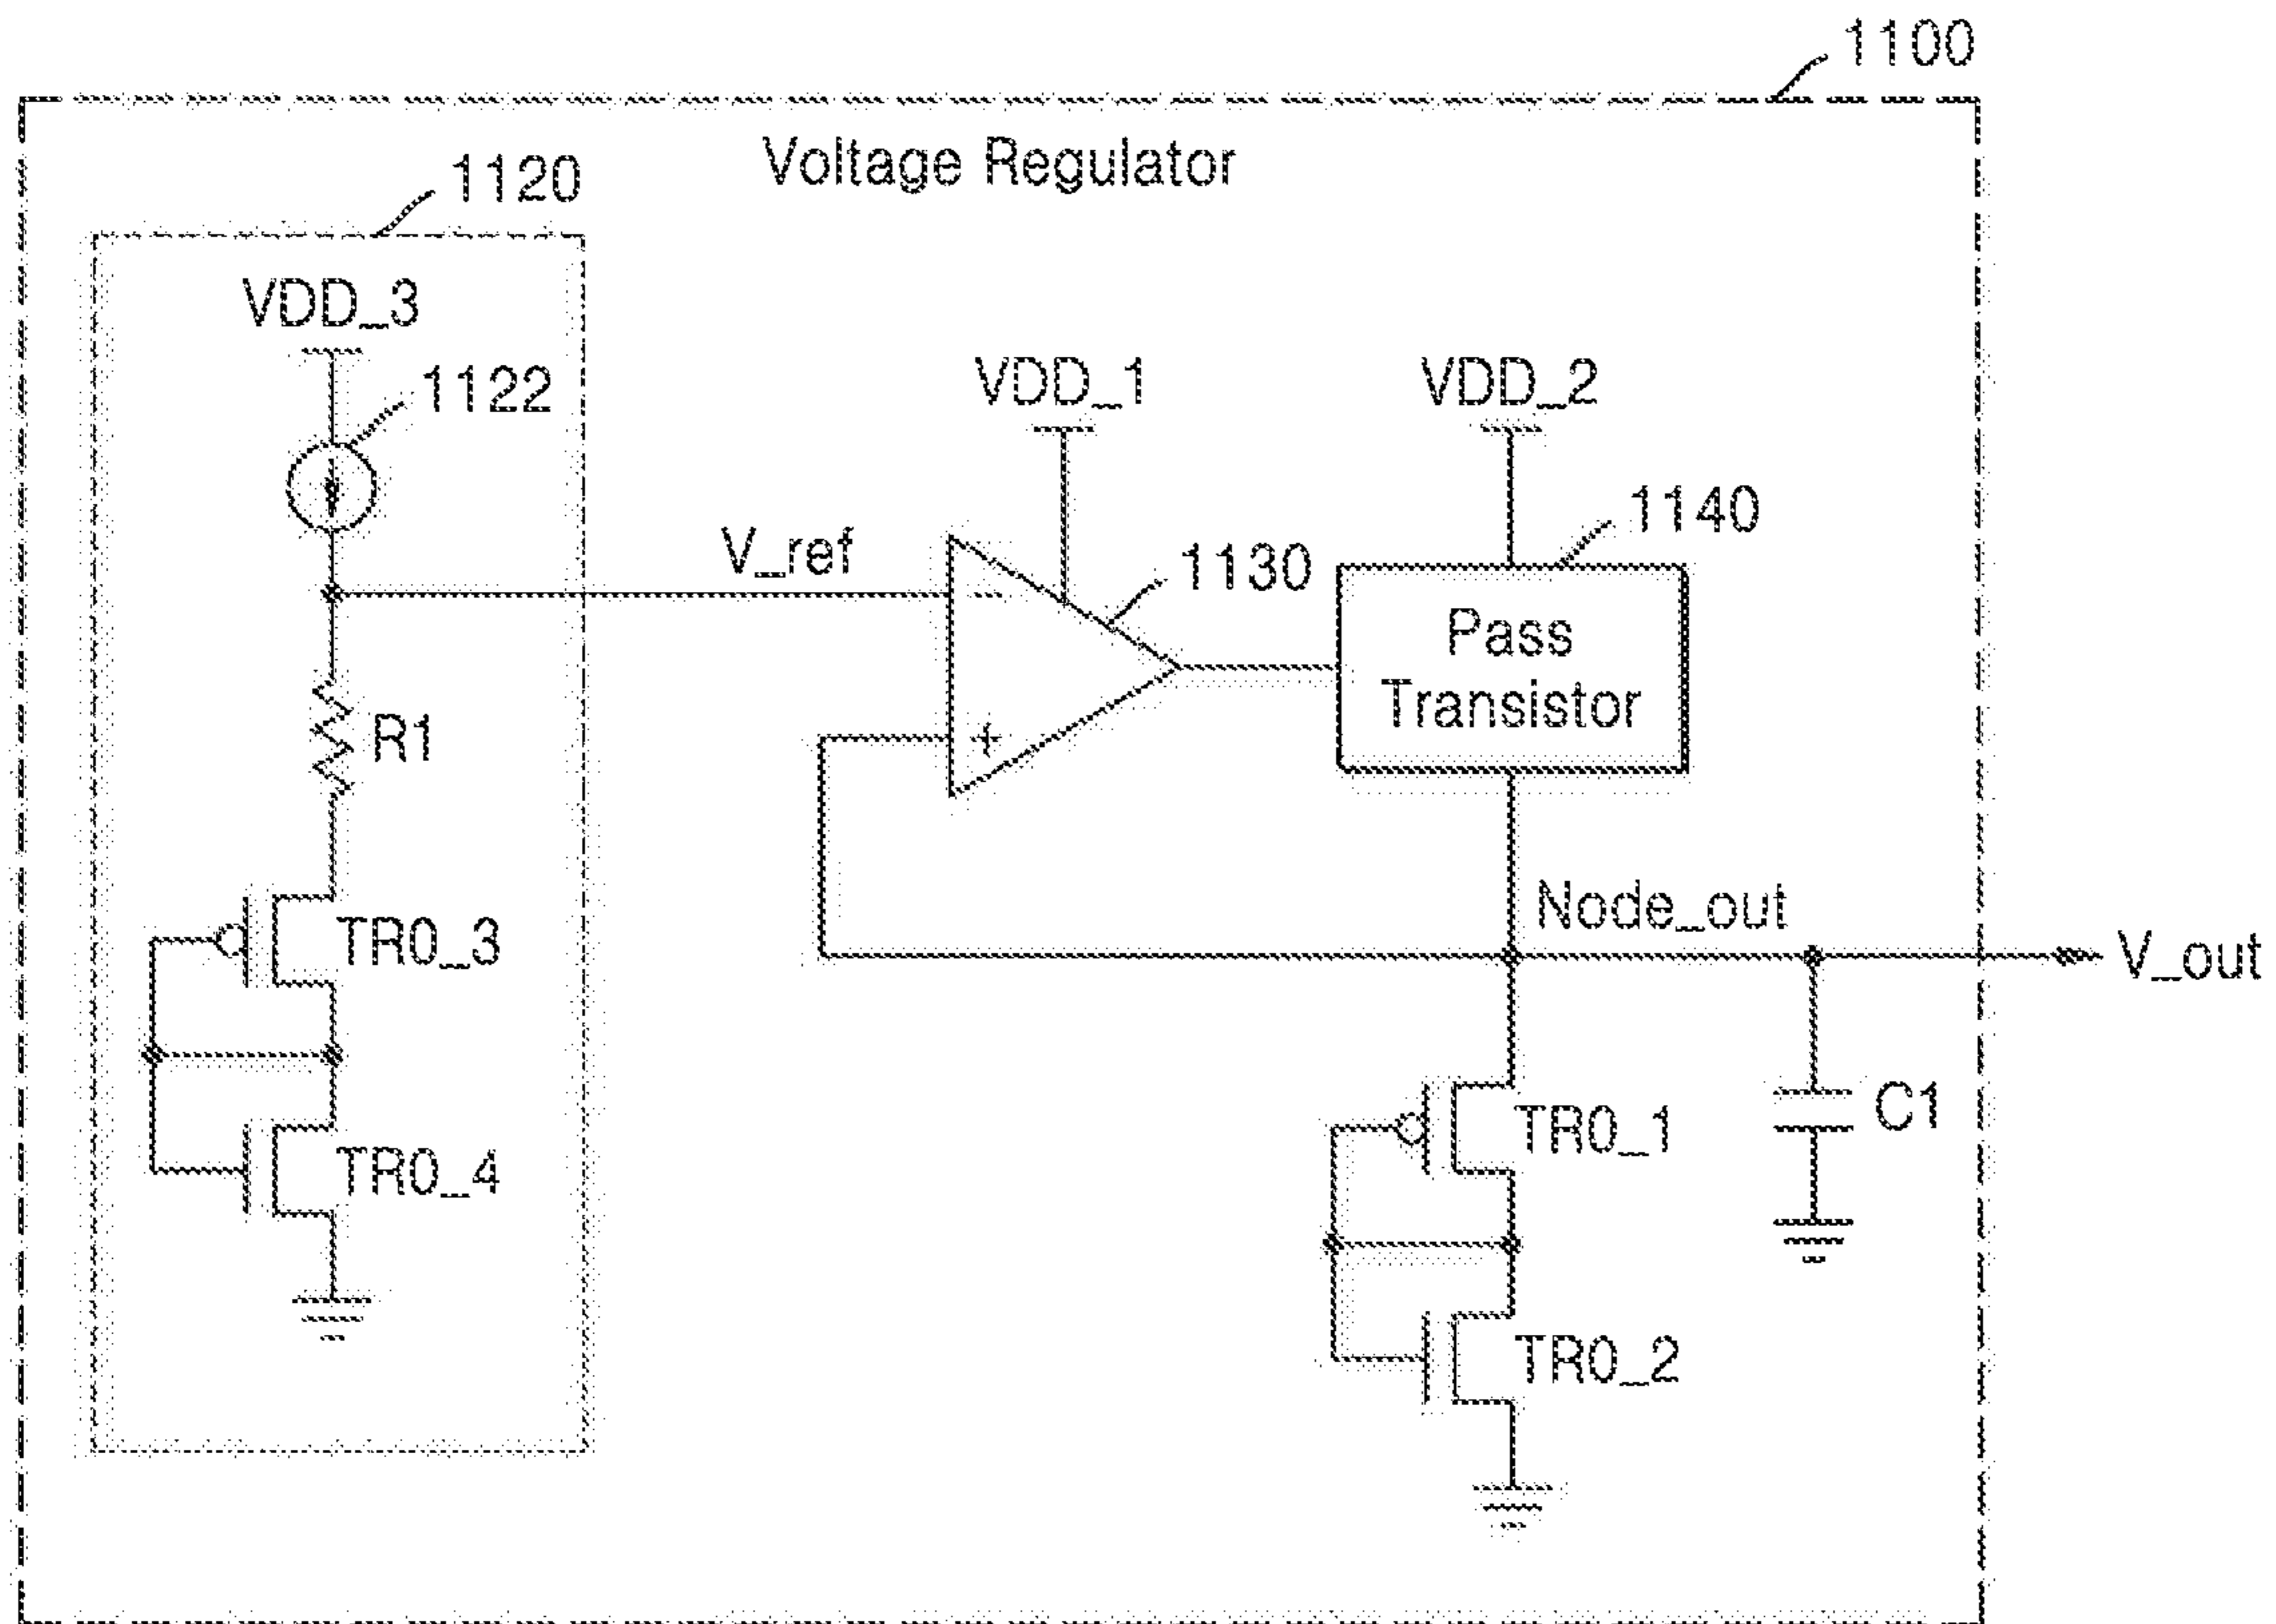 1100
Voltage Regulator
1120
VDD_3
1122
VDD_1
VDD_2
1140
V_ref
1130
Pass
Transistor
−
+
R1
Node_out
V_out
TR0_3
TR0_1
C1
TR0_4
TR0_2